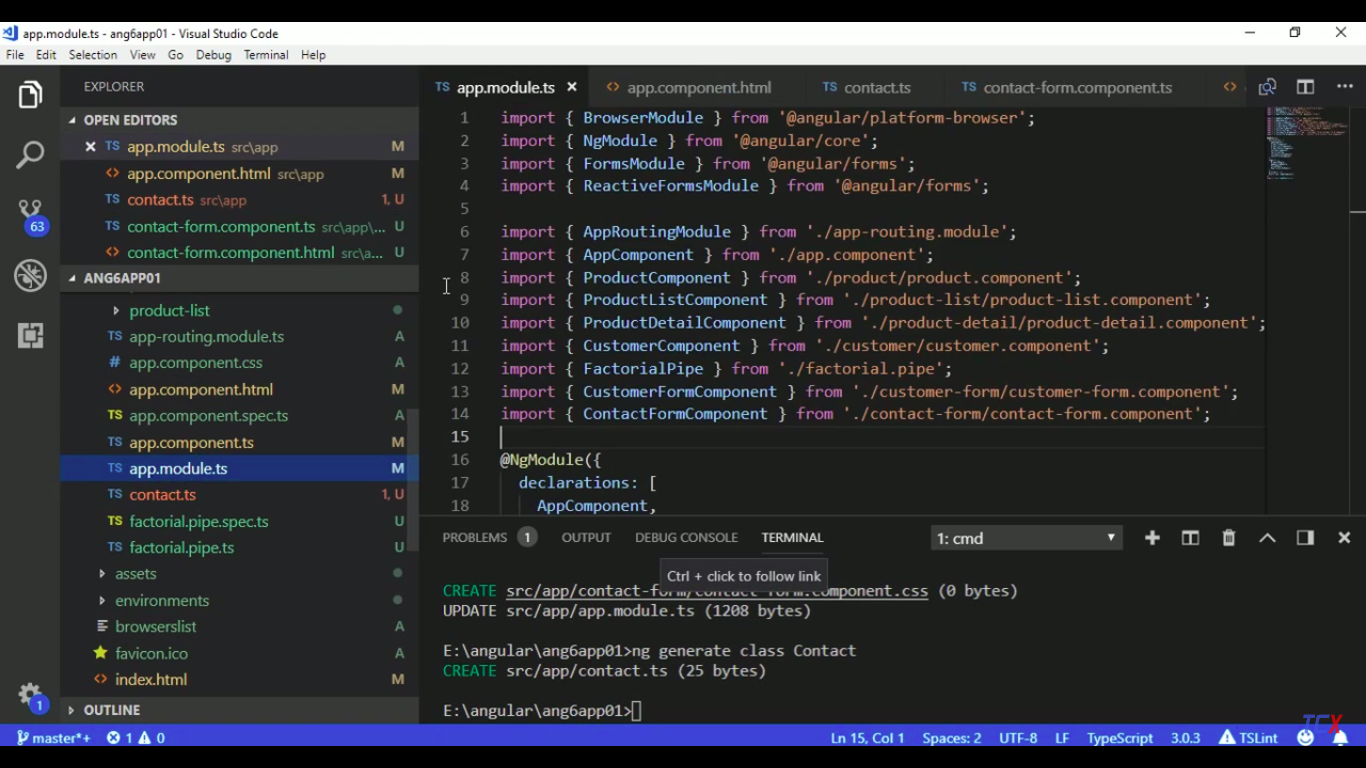 app.module.ts - ang6app01 - Visual Studio Code
File Edit Selection View Go Debug Terminal Help
EXPLORER
OPEN EDITORS
TS app.module.ts src\app M
<> app.component.html src\app M
TS contact.ts src\app 1, U
TS contact-form.component.ts src\app\... U
<> contact-form.component.html src\a... U
ANG6APP01
product-list
TS app-routing.module.ts A
# app.component.css A
<> app.component.html M
TS app.component.spec.ts A
TS app.component.ts M
TS app.module.ts M
TS contact.ts 1, U
TS factorial.pipe.spec.ts U
TS factorial.pipe.ts U
assets
environments
browserslist A
favicon.ico A
<> index.html M
OUTLINE
63
1
TS app.module.ts <> app.component.html TS contact.ts TS contact-form.component.ts <>
1 import { BrowserModule } from '@angular/platform-browser';
2 import { NgModule } from '@angular/core';
3 import { FormsModule } from '@angular/forms';
4 import { ReactiveFormsModule } from '@angular/forms';
5
6 import { AppRoutingModule } from './app-routing.module';
7 import { AppComponent } from './app.component';
8 import { ProductComponent } from './product/product.component';
9 import { ProductListComponent } from './product-list/product-list.component';
10 import { ProductDetailComponent } from './product-detail/product-detail.component';
11 import { CustomerComponent } from './customer/customer.component';
12 import { FactorialPipe } from './factorial.pipe';
13 import { CustomerFormComponent } from './customer-form/customer-form.component';
14 import { ContactFormComponent } from './contact-form/contact-form.component';
15
16 @NgModule({
17 declarations: [
18 AppComponent,
PROBLEMS 1 OUTPUT DEBUG CONSOLE TERMINAL 1: cmd
Ctrl + click to follow link
CREATE src/app/contact-form/contact-form.component.css (0 bytes)
UPDATE src/app/app.module.ts (1208 bytes)
E:\angular\ang6app01>ng generate class Contact
CREATE src/app/contact.ts (25 bytes)
E:\angular\ang6app01>
TCX
master*+ 1 0 Ln 15, Col 1 Spaces: 2 UTF-8 LF TypeScript 3.0.3 TSLint